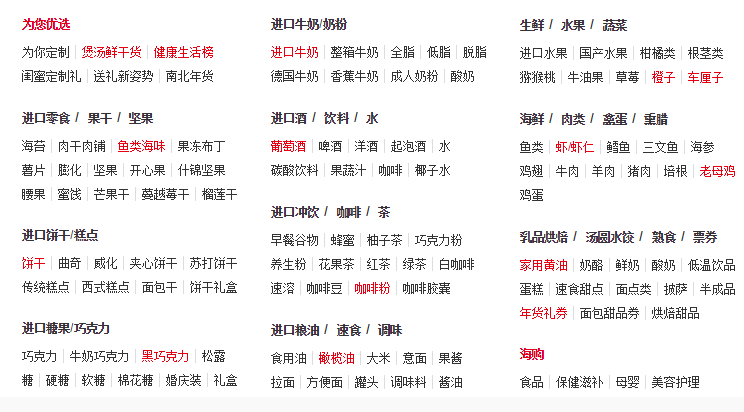 为您优选
为你定制 煲汤鲜干货 健康生活榜
闺蜜定制礼 送礼新姿势 南北年货
进口零食 / 果干 / 坚果
海苔 肉干肉铺 鱼类海味 果冻布丁
薯片 膨化 坚果 开心果 什锦坚果
腰果 蜜饯 芒果干 蔓越莓干 榴莲干
进口饼干/糕点
饼干 曲奇 威化 夹心饼干 苏打饼干
传统糕点 西式糕点 面包干 饼干礼盒
进口糖果/巧克力
巧克力 牛奶巧克力 黑巧克力 松露
糖 硬糖 软糖 棉花糖 婚庆装 礼盒
进口牛奶/奶粉
进口牛奶 整箱牛奶 全脂 低脂 脱脂
德国牛奶 香蕉牛奶 成人奶粉 酸奶
进口酒 / 饮料 / 水
葡萄酒 啤酒 洋酒 起泡酒 水
碳酸饮料 果蔬汁 咖啡 椰子水
进口冲饮 / 咖啡 / 茶
早餐谷物 蜂蜜 柚子茶 巧克力粉
养生粉 花果茶 红茶 绿茶 白咖啡
速溶 咖啡豆 咖啡粉 咖啡胶囊
进口粮油 / 速食 / 调味
食用油 橄榄油 大米 意面 果酱
拉面 方便面 罐头 调味料 酱油
生鲜 / 水果 / 蔬菜
进口水果 国产水果 柑橘类 根茎类
猕猴桃 牛油果 草莓 橙子 车厘子
海鲜 / 肉类 / 禽蛋 / 熏腊
鱼类 虾/虾仁 鳕鱼 三文鱼 海参
鸡翅 牛肉 羊肉 猪肉 培根 老母鸡
鸡蛋
乳品烘焙 / 汤圆水饺 / 熟食 / 票券
家用黄油 奶酪 鲜奶 酸奶 低温饮品
蛋糕 速食甜点 面点类 披萨 半成品
年货礼券 面包甜品券 烘焙甜品
海购
食品 保健滋补 母婴 美容护理